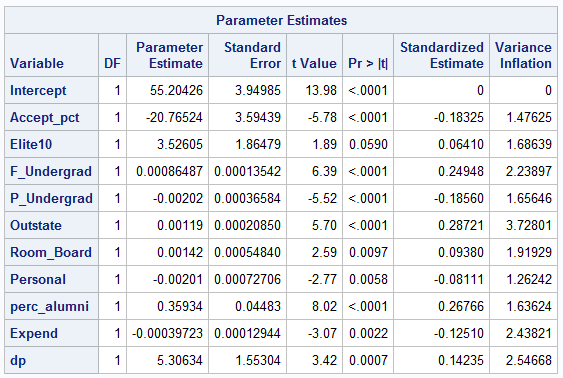 Parameter Estimates
Variable DF Parameter Estimate Standard Error t Value Pr > |t| Standardized Estimate Variance Inflation
Intercept 1 55.20426 3.94985 13.98 <.0001 0 0
Accept_pct 1 -20.76524 3.59439 -5.78 <.0001 -0.18325 1.47625
Elite10 1 3.52605 1.86479 1.89 0.0590 0.06410 1.68639
F_Undergrad 1 0.00086487 0.00013542 6.39 <.0001 0.24948 2.23897
P_Undergrad 1 -0.00202 0.00036584 -5.52 <.0001 -0.18560 1.65646
Outstate 1 0.00119 0.00020850 5.70 <.0001 0.28721 3.72801
Room_Board 1 0.00142 0.00054840 2.59 0.0097 0.09380 1.91929
Personal 1 -0.00201 0.00072706 -2.77 0.0058 -0.08111 1.26242
perc_alumni 1 0.35934 0.04483 8.02 <.0001 0.26766 1.63624
Expend 1 -0.00039723 0.00012944 -3.07 0.0022 -0.12510 2.43821
dp 1 5.30634 1.55304 3.42 0.0007 0.14235 2.54668